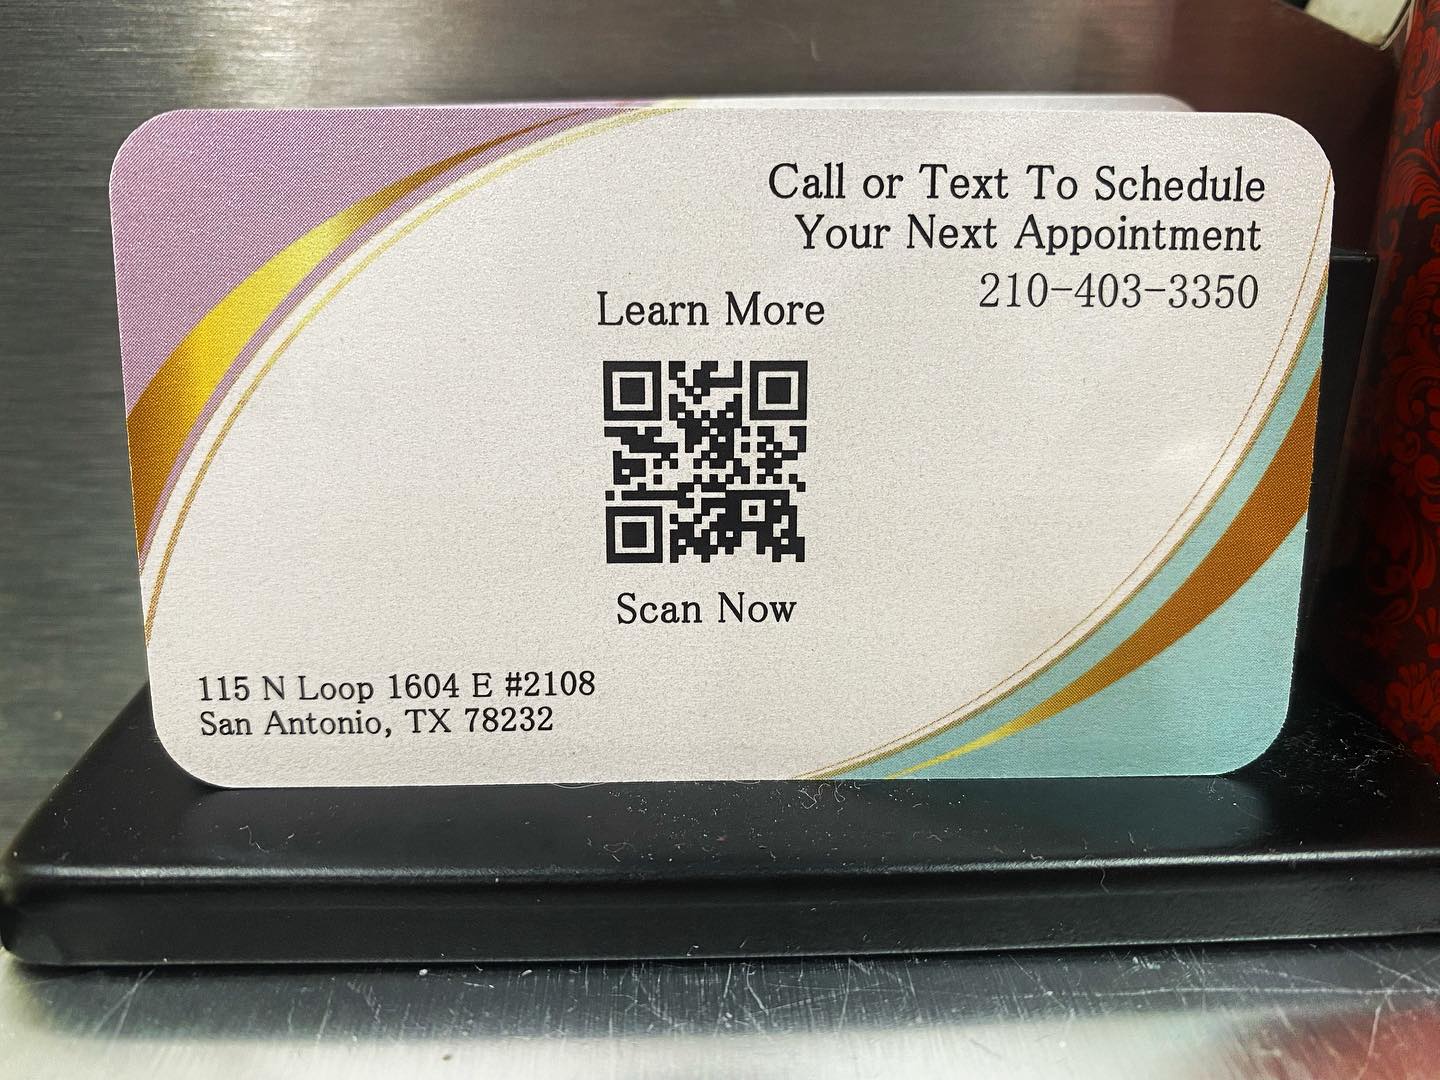 Call or Text To Schedule
Your Next Appointment
210-403-3350
Learn More
Scan Now
115 N Loop 1604 E #2108
San Antonio, TX 78232